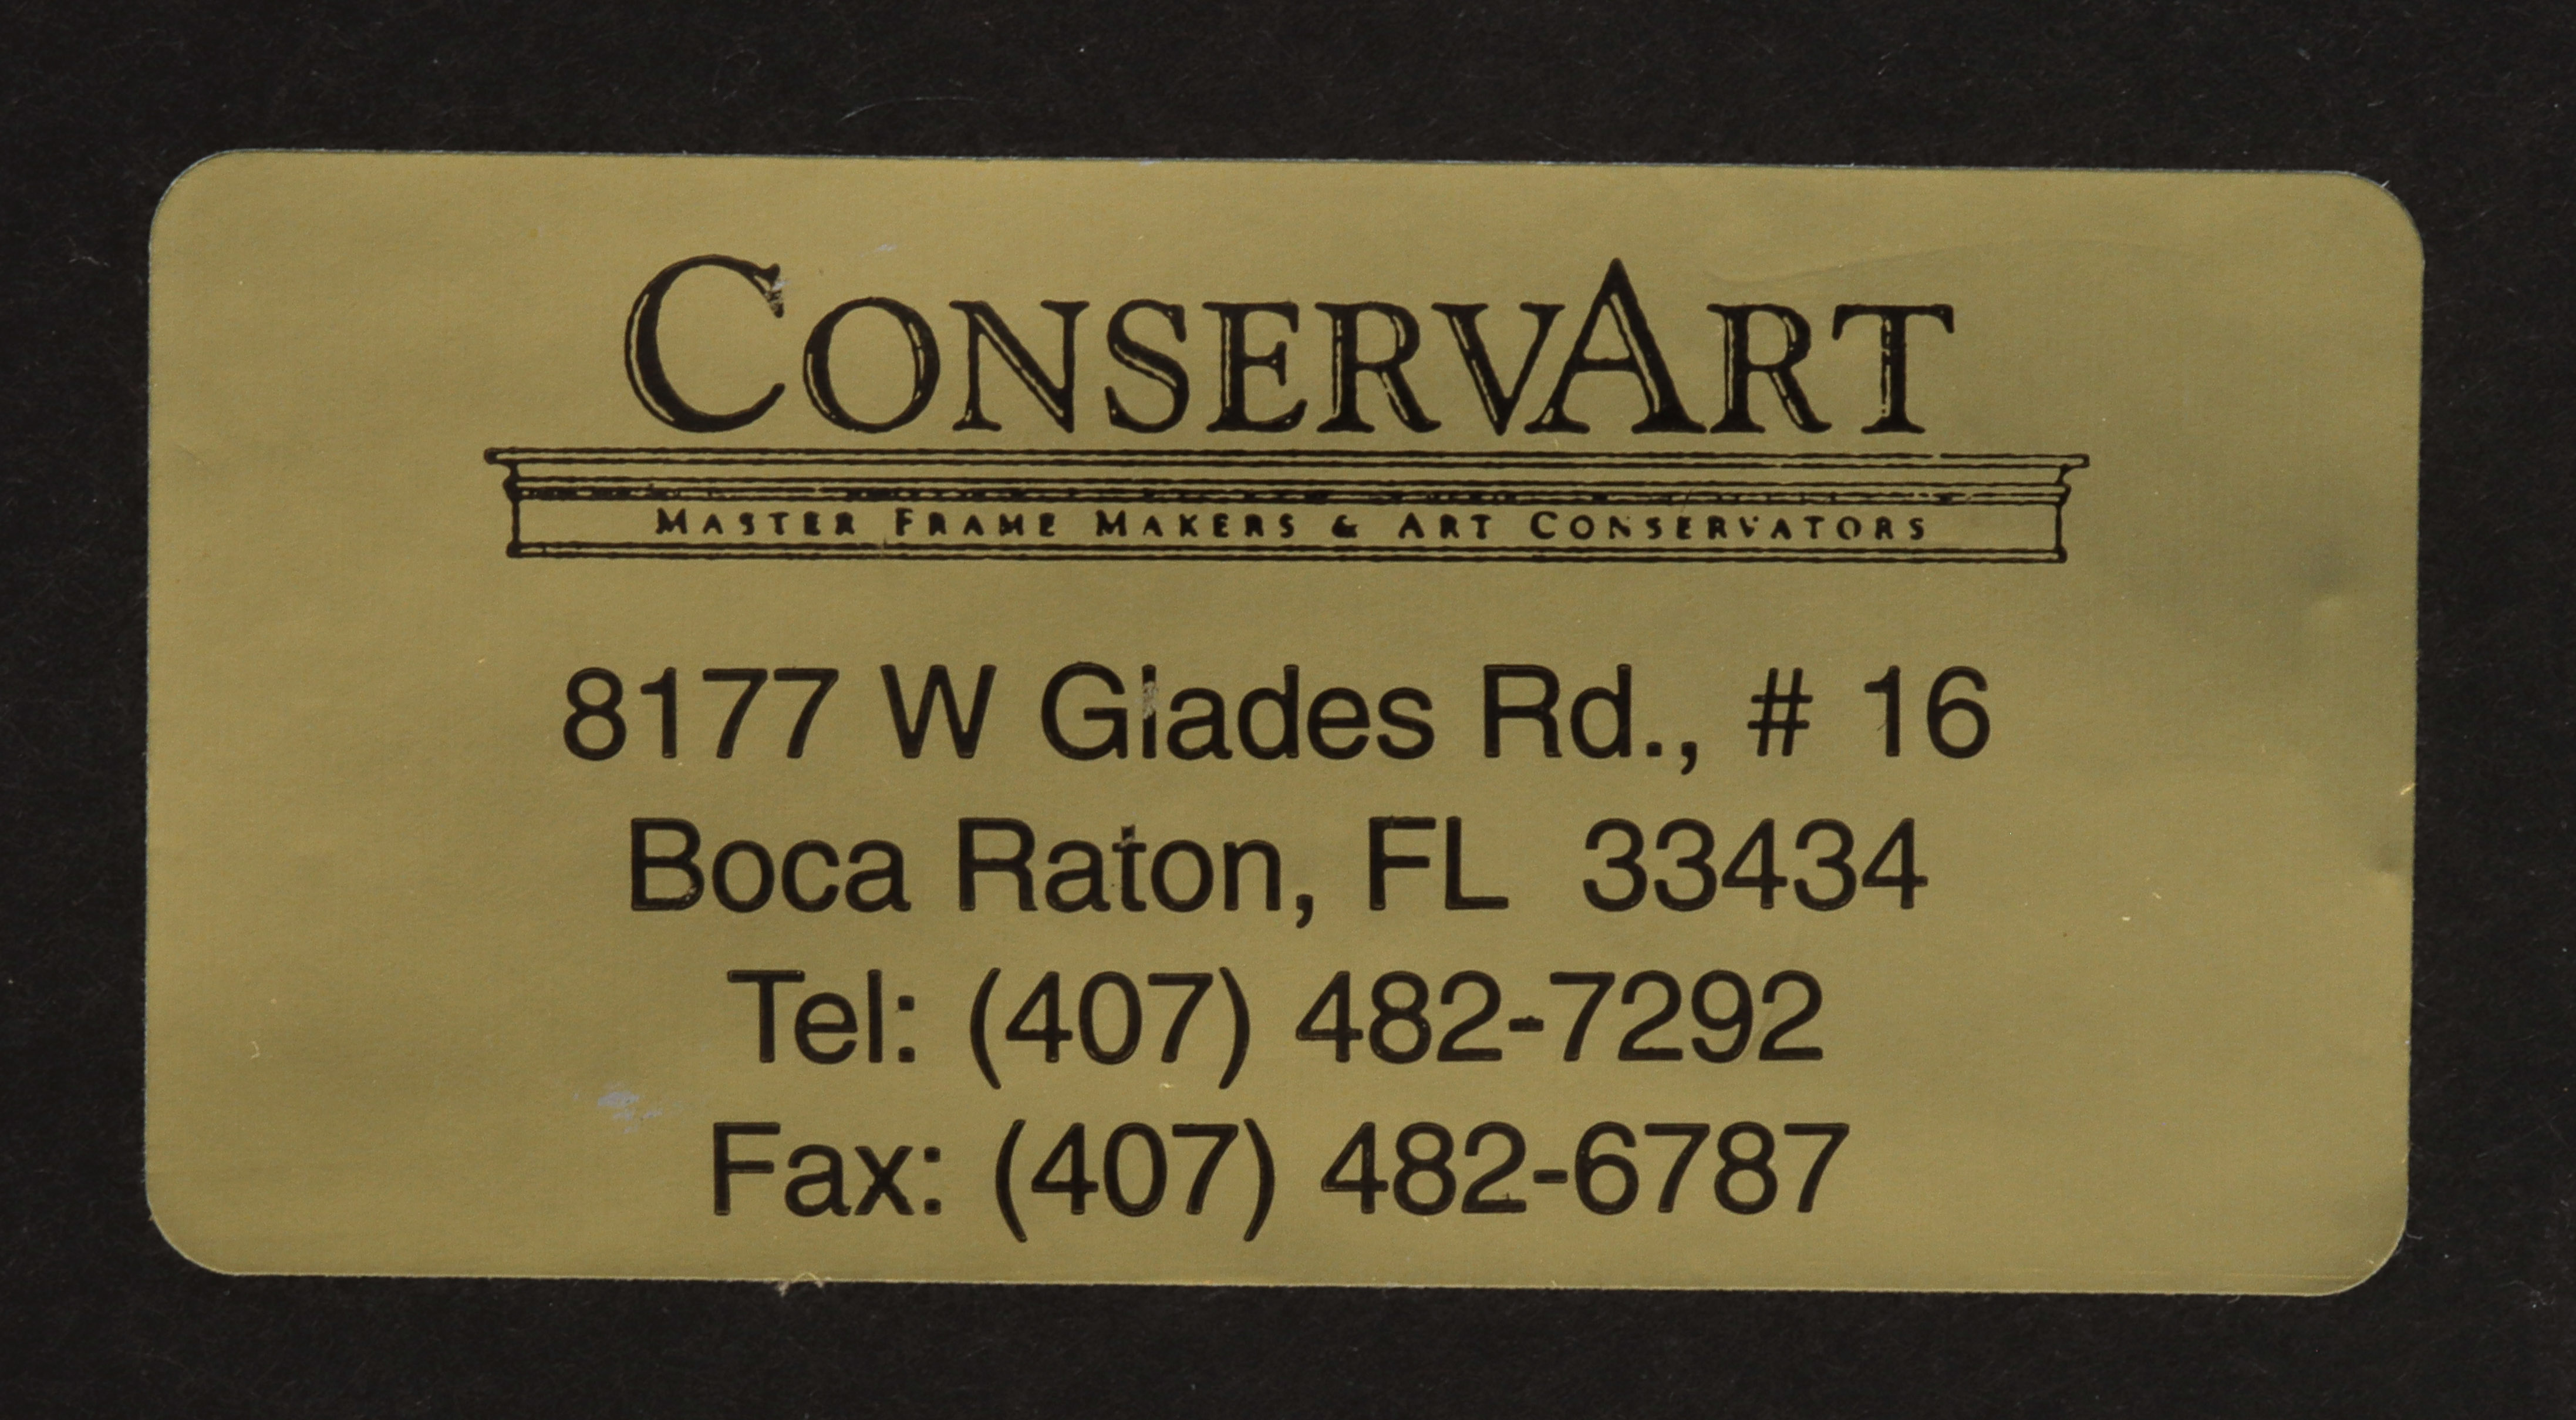 CONSERVART
MASTER FRAME MAKERS & ART CONSERVATORS
8177 W Glades Rd., # 16
Boca Raton, FL 33434
Tel: (407) 482-7292
Fax: (407) 482-6787